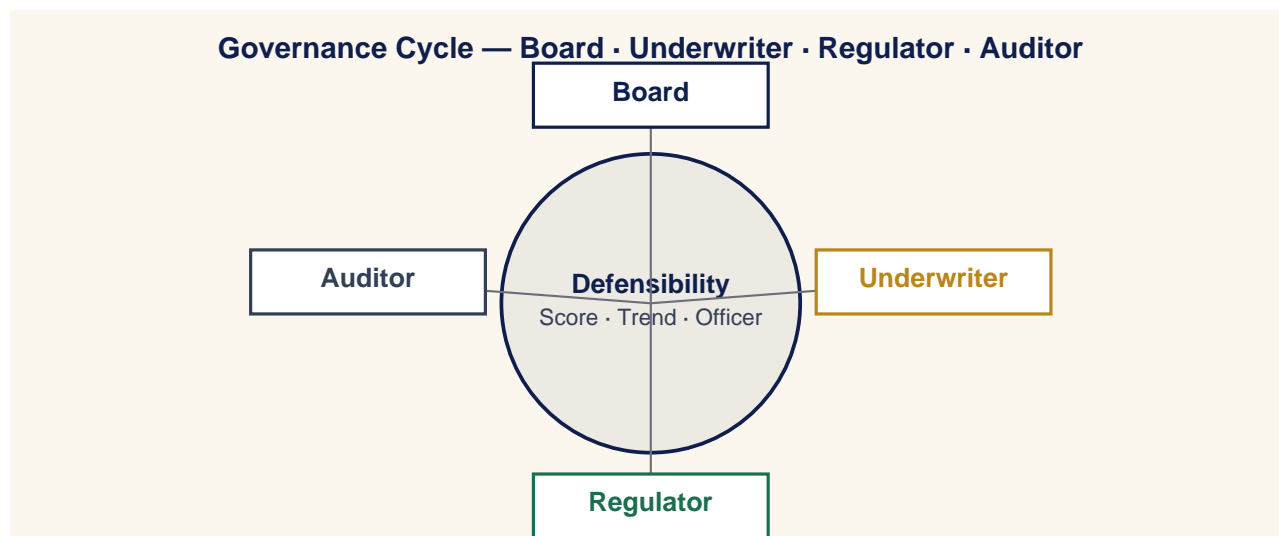 Governance Cycle — Board · Underwriter · Regulator · Auditor
Board
Auditor
Defensibility
Score · Trend · Officer
Underwriter
Regulator